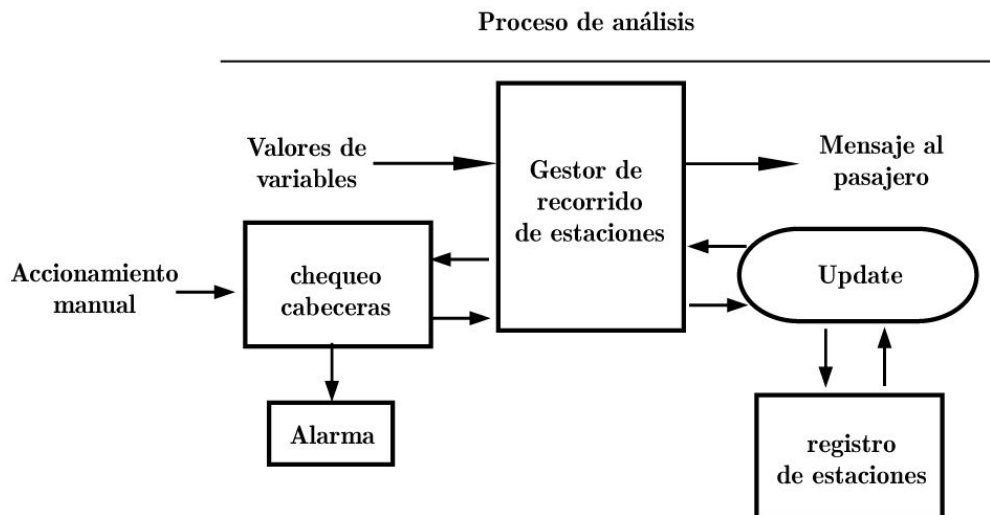 Proceso de análisis
Valores de
variables
Gestor de
recorrido
de estaciones
Mensaje al
pasajero
Accionamiento
manual
chequeo
cabeceras
Update
Alarma
registro
de estaciones